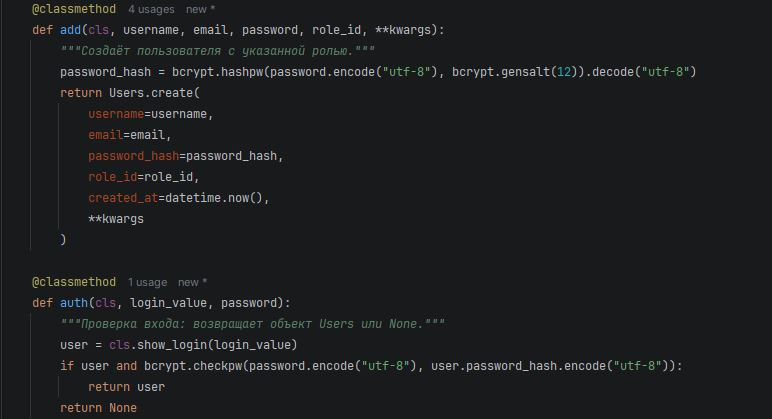 @classmethod 4 usages new *
def add(cls, username, email, password, role_id, **kwargs):
"""Создаёт пользователя с указанной ролью."""
password_hash = bcrypt.hashpw(password.encode("utf-8"), bcrypt.gensalt(12)).decode("utf-8")
return Users.create(
username=username,
email=email,
password_hash=password_hash,
role_id=role_id,
created_at=datetime.now(),
**kwargs
)
@classmethod 1 usage new *
def auth(cls, login_value, password):
"""Проверка входа: возвращает объект Users или None."""
user = cls.show_login(login_value)
if user and bcrypt.checkpw(password.encode("utf-8"), user.password_hash.encode("utf-8")):
return user
return None